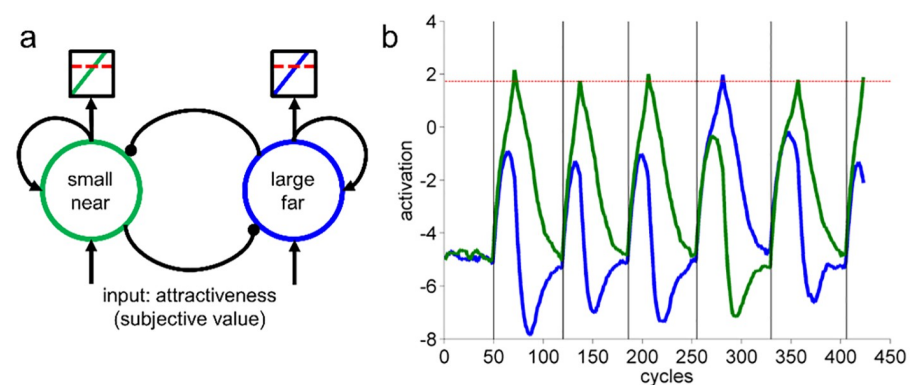 a
small
near
large
far
input: attractiveness
(subjective value)
b
activation
4
2
0
-2
-4
-6
-8
0 50 100 150 200 250 300 350 400 450
cycles